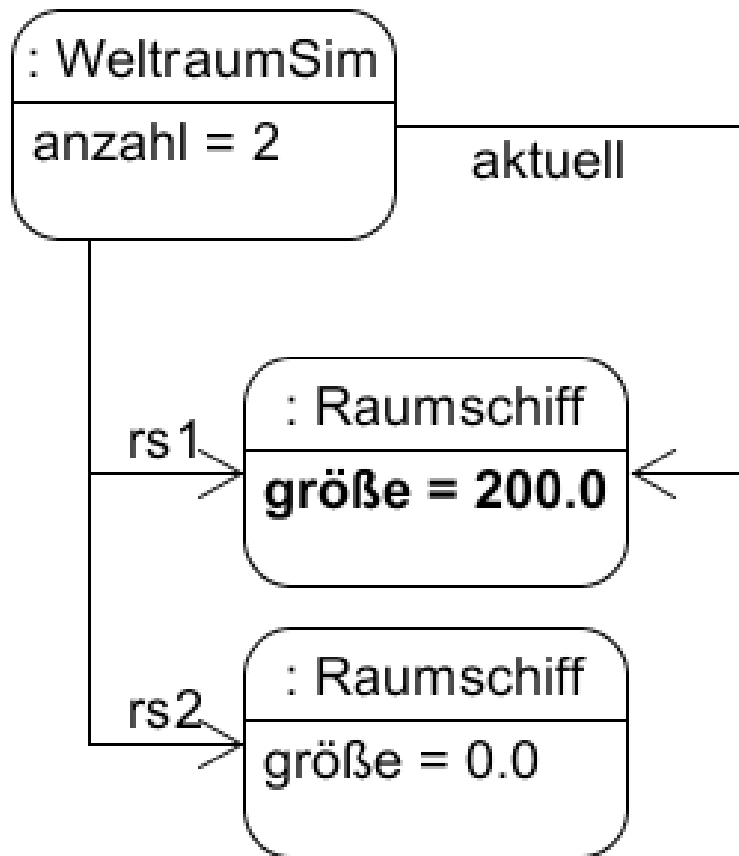 : WeltraumSim
anzahl = 2
aktuell
: Raumschiff
rs1
größe = 200.0
: Raumschiff
rs2
größe = 0.0